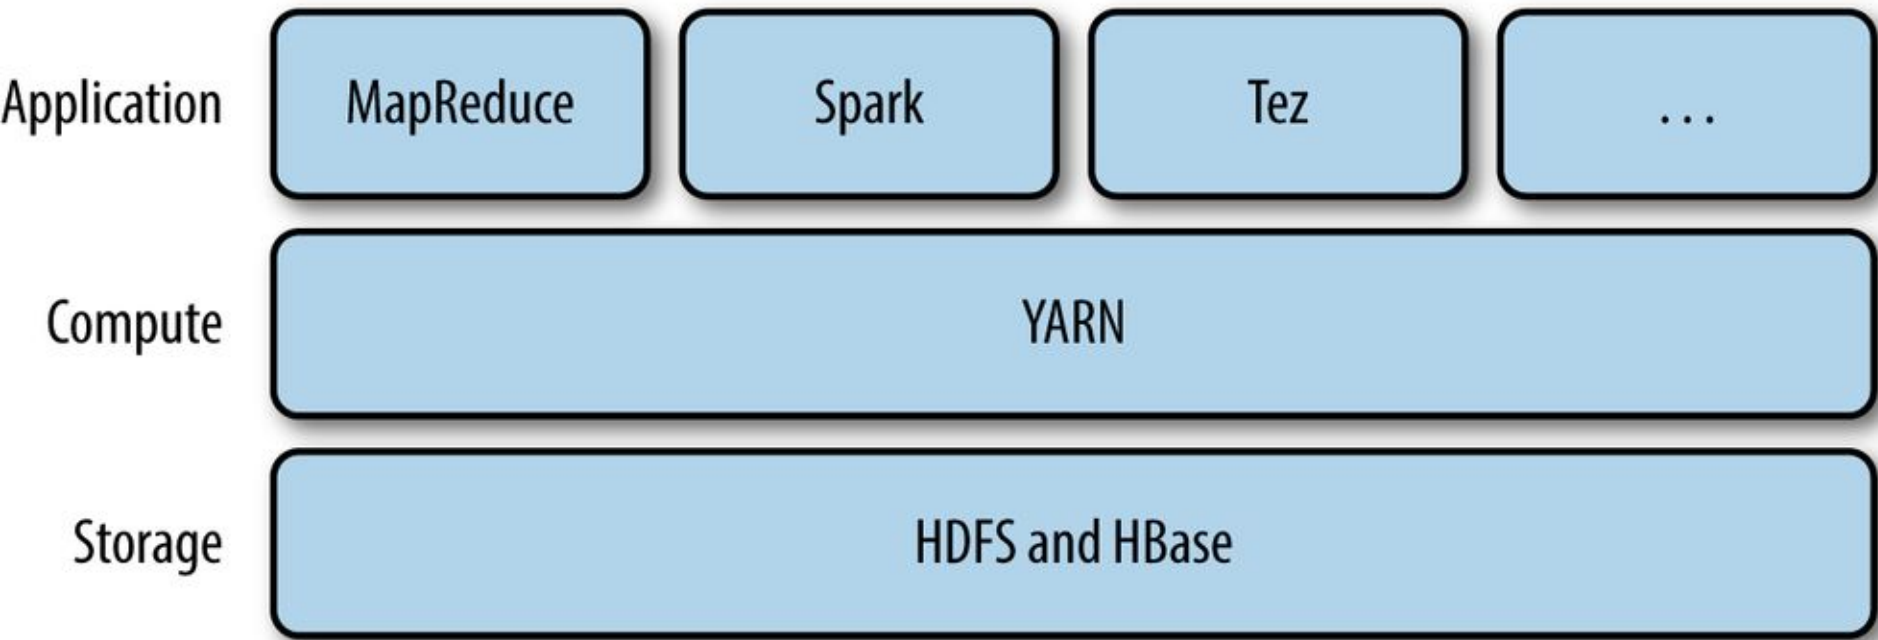 Application
MapReduce
Spark
Tez
...
Compute
YARN
Storage
HDFS and HBase